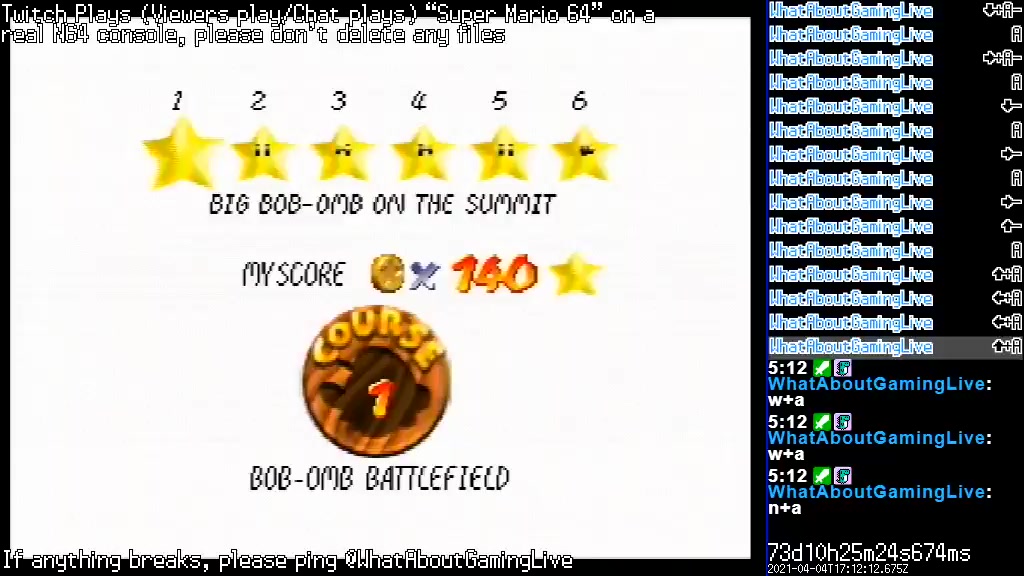 Twitch Plays (Viewers play/Chat plays) “Super Mario 64” on a
real N64 console, please don't delete any files
1 2 3 4 5 6
BIG BOB-OMB ON THE SUMMIT
MY SCORE × 140
COURSE
1
BOB-OMB BATTLEFIELD
If anything breaks, please ping @WhatAboutGamingLive
WhatAboutGamingLive ↓+A-
WhatAboutGamingLive A
WhatAboutGamingLive →+A-
WhatAboutGamingLive A
WhatAboutGamingLive ←-
WhatAboutGamingLive A
WhatAboutGamingLive →-
WhatAboutGamingLive A
WhatAboutGamingLive →-
WhatAboutGamingLive ↑-
WhatAboutGamingLive A
WhatAboutGamingLive ↑+A
WhatAboutGamingLive ←+A
WhatAboutGamingLive ←+A
WhatAboutGamingLive ↑+A
5:12
WhatAboutGamingLive:
w+a
5:12
WhatAboutGamingLive:
w+a
5:12
WhatAboutGamingLive:
n+a
73d10h25m24s674ms
2021-04-04T17:12:12.675Z